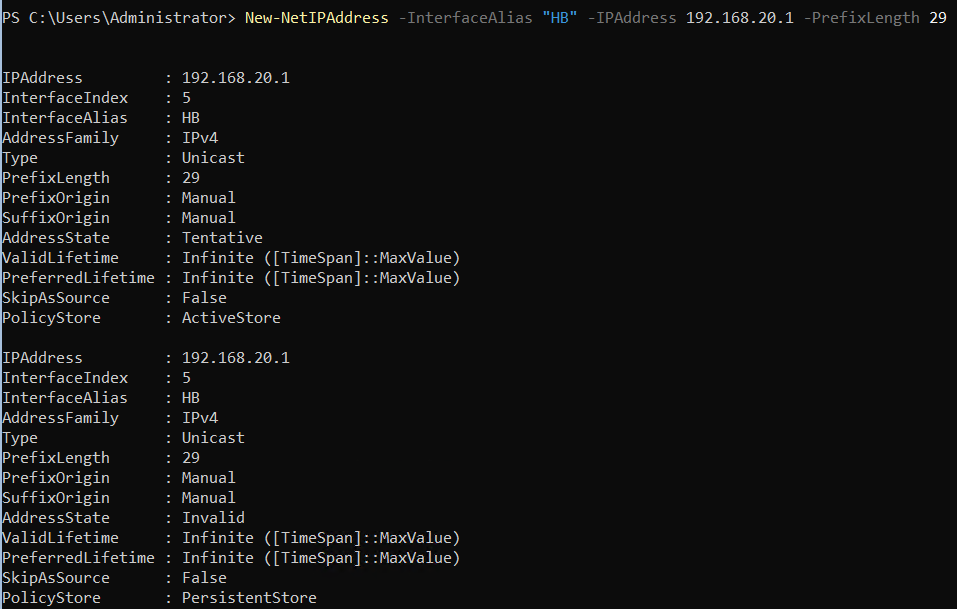 PS C:\Users\Administrator> New-NetIPAddress -InterfaceAlias "HB" -IPAddress 192.168.20.1 -PrefixLength 29
IPAddress         : 192.168.20.1
InterfaceIndex    : 5
InterfaceAlias    : HB
AddressFamily     : IPv4
Type              : Unicast
PrefixLength      : 29
PrefixOrigin      : Manual
SuffixOrigin      : Manual
AddressState      : Tentative
ValidLifetime     : Infinite ([TimeSpan]::MaxValue)
PreferredLifetime : Infinite ([TimeSpan]::MaxValue)
SkipAsSource      : False
PolicyStore       : ActiveStore
IPAddress         : 192.168.20.1
InterfaceIndex    : 5
InterfaceAlias    : HB
AddressFamily     : IPv4
Type              : Unicast
PrefixLength      : 29
PrefixOrigin      : Manual
SuffixOrigin      : Manual
AddressState      : Invalid
ValidLifetime     : Infinite ([TimeSpan]::MaxValue)
PreferredLifetime : Infinite ([TimeSpan]::MaxValue)
SkipAsSource      : False
PolicyStore       : PersistentStore